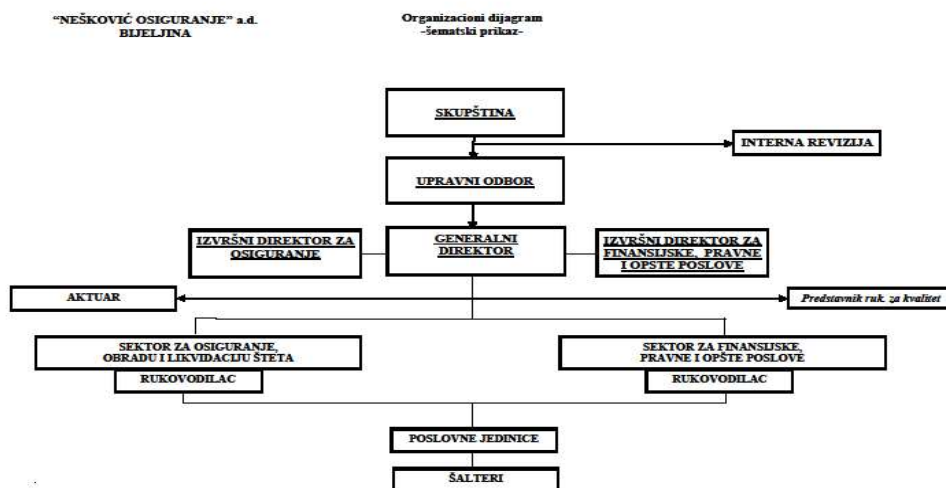 “NEŠKOVIĆ OSIGURANJE” a.d.
BIJELJINA
Organizacioni dijagram
-šematski prikaz-
SKUPŠTINA
INTERNA REVIZIJA
UPRAVNI ODBOR
IZVRŠNI DIREKTOR ZA
OSIGURANJE
GENERALNI
DIREKTOR
IZVRŠNI DIREKTOR ZA
FINANSIJSKE, PRAVNE
I OPSTE POSLOVE
AKTUAR
Predstavnik ruk. za kvalitet
SEKTOR ZA OSIGURANJE,
OBRADU I LIKVIDACIJU ŠTETA
RUKOVODILAC
SEKTOR ZA FINANSIJSKE,
PRAVNE I OPŠTE POSLOVE
RUKOVODILAC
POSLOVNE JEDINICE
ŠALTERI